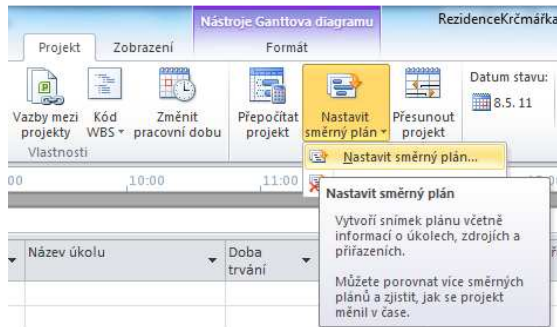 Nástroje Ganttova diagramu
RezidenceKrčmářka
Projekt
Zobrazení
Formát
Vazby mezi projekty
Kód WBS
Změnit pracovní dobu
Přepočítat projekt
Nastavit směrný plán
Přesunout projekt
Datum stavu:
8.5.11
Vlastnosti
Nastavit směrný plán...
10:00
11:00
Nastavit směrný plán
Vytvoří snímek plánu včetně
informací o úkolech, zdrojích a
přiřazeních.
Můžete porovnat více směrných
plánů a zjistit, jak se projekt
měnil v čase.
Název úkolu
Doba
trvání